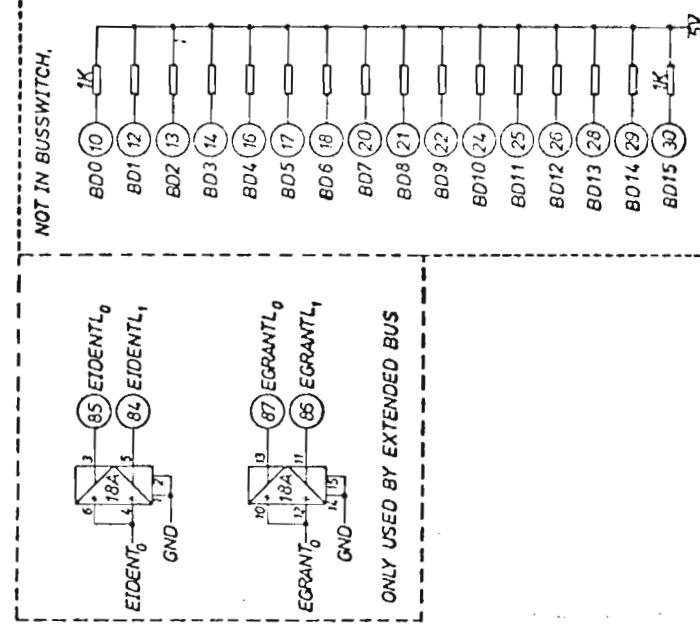 NOT IN BUSSWITCH.
5V
1K
1K
BD0 10
BD1 12
BD2 13
BD3 14
BD4 16
BD5 17
BD6 18
BD7 20
BD8 21
BD9 22
BD10 24
BD11 25
BD12 26
BD13 28
BD14 29
BD15 30
85 EIDENTL0
84 EIDENTL1
3
5
6
4
18A
1
2
EIDENT0
GND
87 EGRANTL0
86 EGRANTL1
13
11
10
12
18A
14
15
EGRANT0
GND
ONLY USED BY EXTENDED BUS